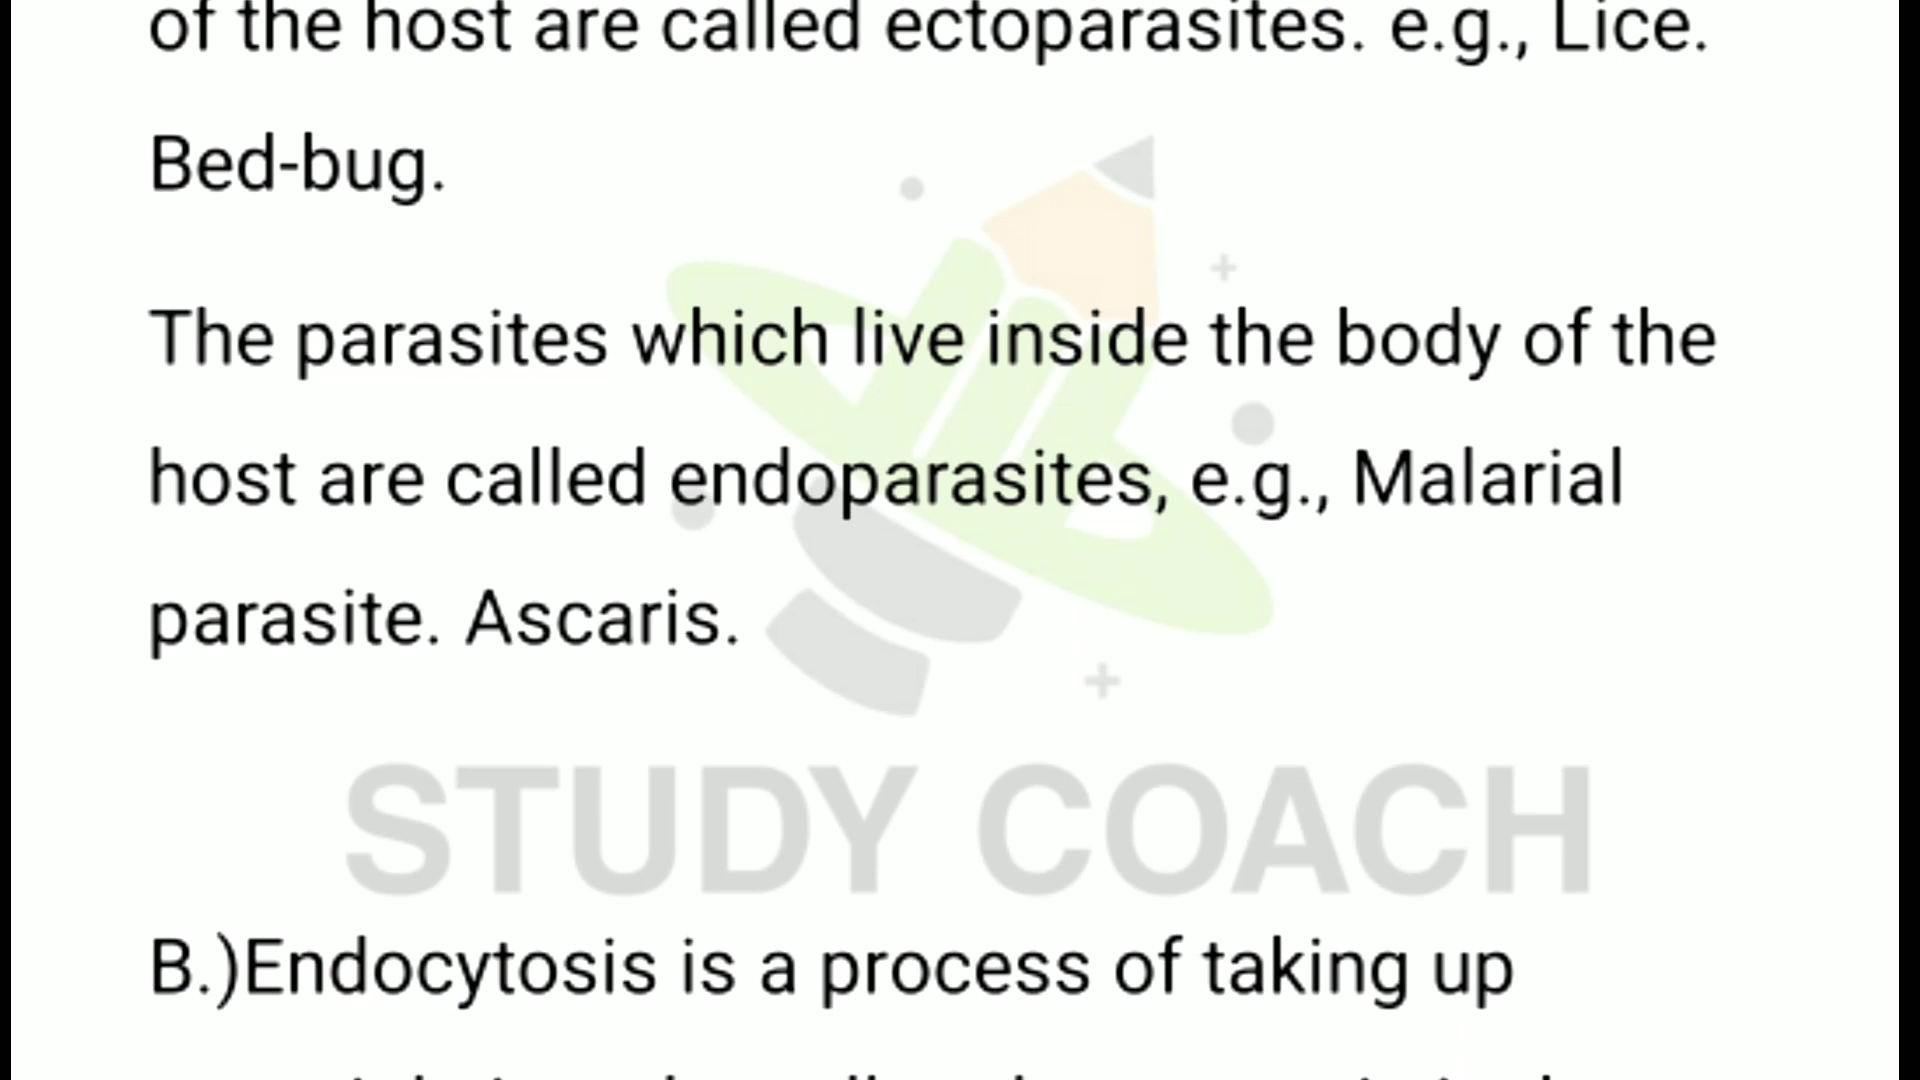 of the host are called ectoparasites. e.g., Lice.
Bed-bug.
The parasites which live inside the body of the
host are called endoparasites, e.g., Malarial
parasite. Ascaris.
STUDY COACH
B.)Endocytosis is a process of taking up